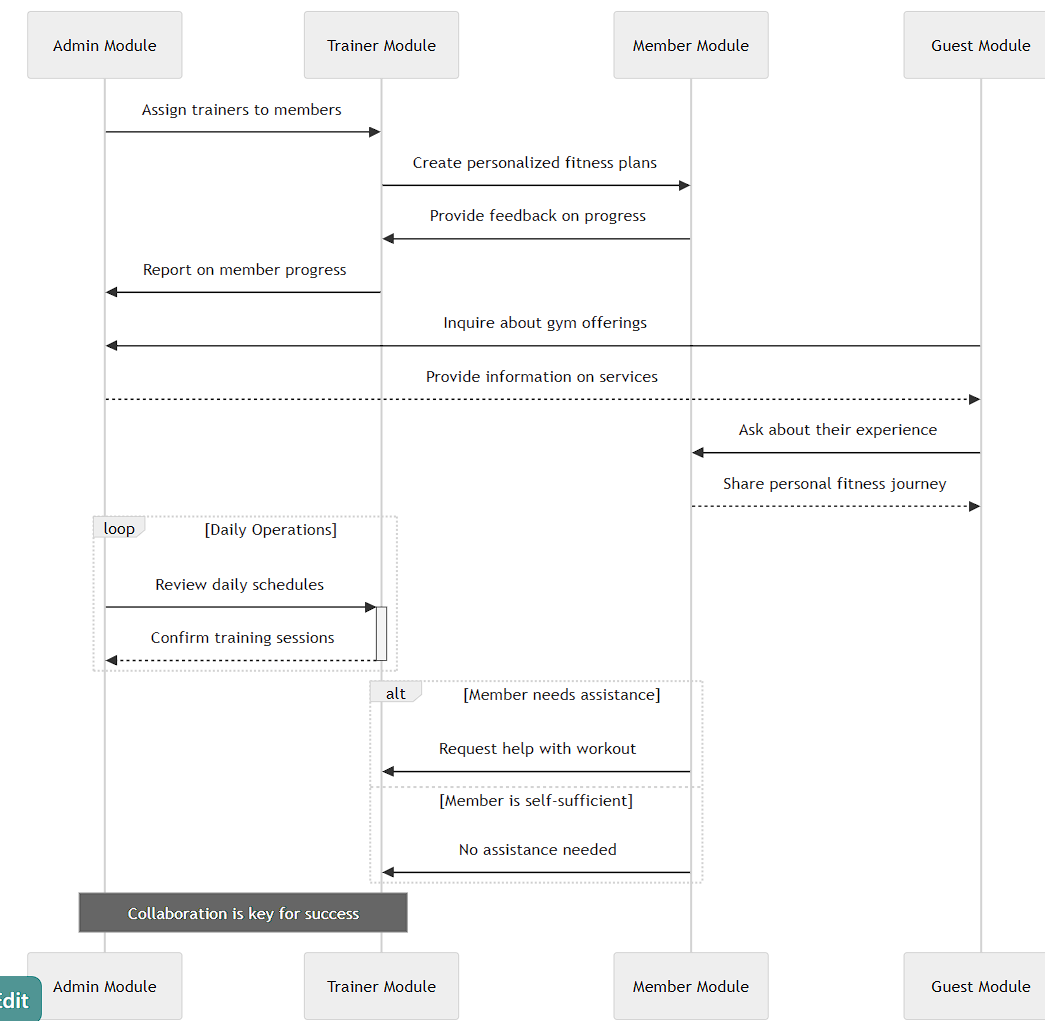 Admin Module
Trainer Module
Member Module
Guest Module
Assign trainers to members
Create personalized fitness plans
Provide feedback on progress
Report on member progress
Inquire about gym offerings
Provide information on services
Ask about their experience
Share personal fitness journey
loop
[Daily Operations]
Review daily schedules
Confirm training sessions
alt
[Member needs assistance]
Request help with workout
[Member is self-sufficient]
No assistance needed
Collaboration is key for success
Admin Module
Trainer Module
Member Module
Guest Module
Edit